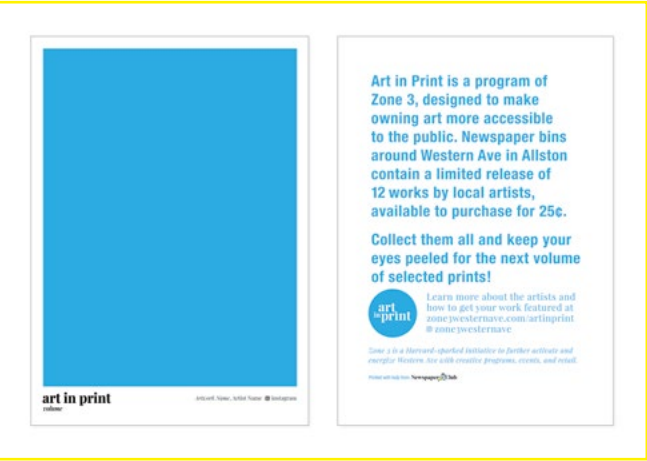 art in print
volume
Artwork Name, Artist Name Instagram
Art in Print is a program of
Zone 3, designed to make
owning art more accessible
to the public. Newspaper bins
around Western Ave in Allston
contain a limited release of
12 works by local artists,
available to purchase for 25¢.
Collect them all and keep your
eyes peeled for the next volume
of selected prints!
art
in print
Learn more about the artists and
how to get your work featured at
zone3westernave.com/artinprint
zone3westernave
Zone 3 is a Harvard-sparked initiative to further activate and
energize Western Ave with creative programs, events, and retail.
Printed with help from Newspaper Club